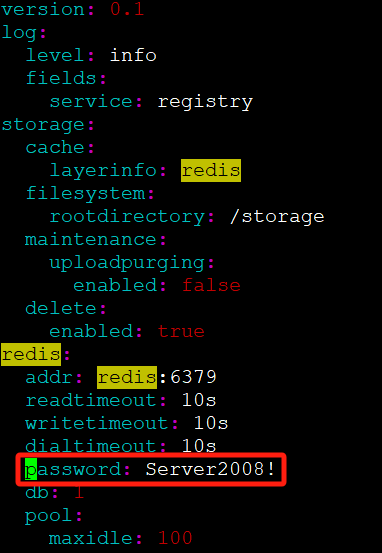 version: 0.1
log:
  level: info
  fields:
    service: registry
storage:
  cache:
    layerinfo: redis
  filesystem:
    rootdirectory: /storage
  maintenance:
    uploadpurging:
      enabled: false
  delete:
    enabled: true
redis:
  addr: redis:6379
  readtimeout: 10s
  writetimeout: 10s
  dialtimeout: 10s
  password: Server2008!
  db: 1
  pool:
    maxidle: 100